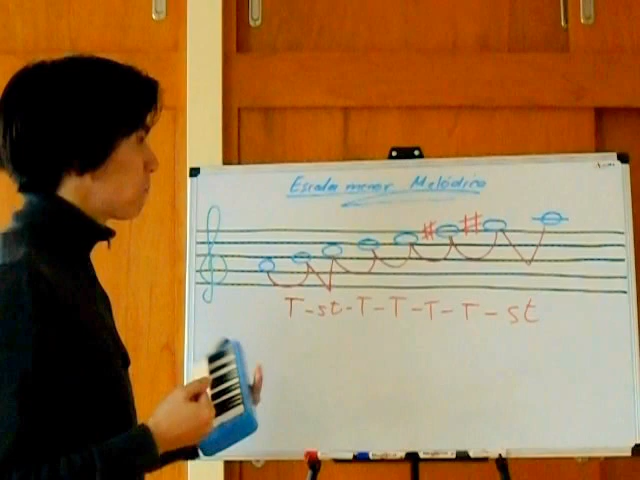 Escala menor Melódica
# #
T - st - T - T - T - T - st